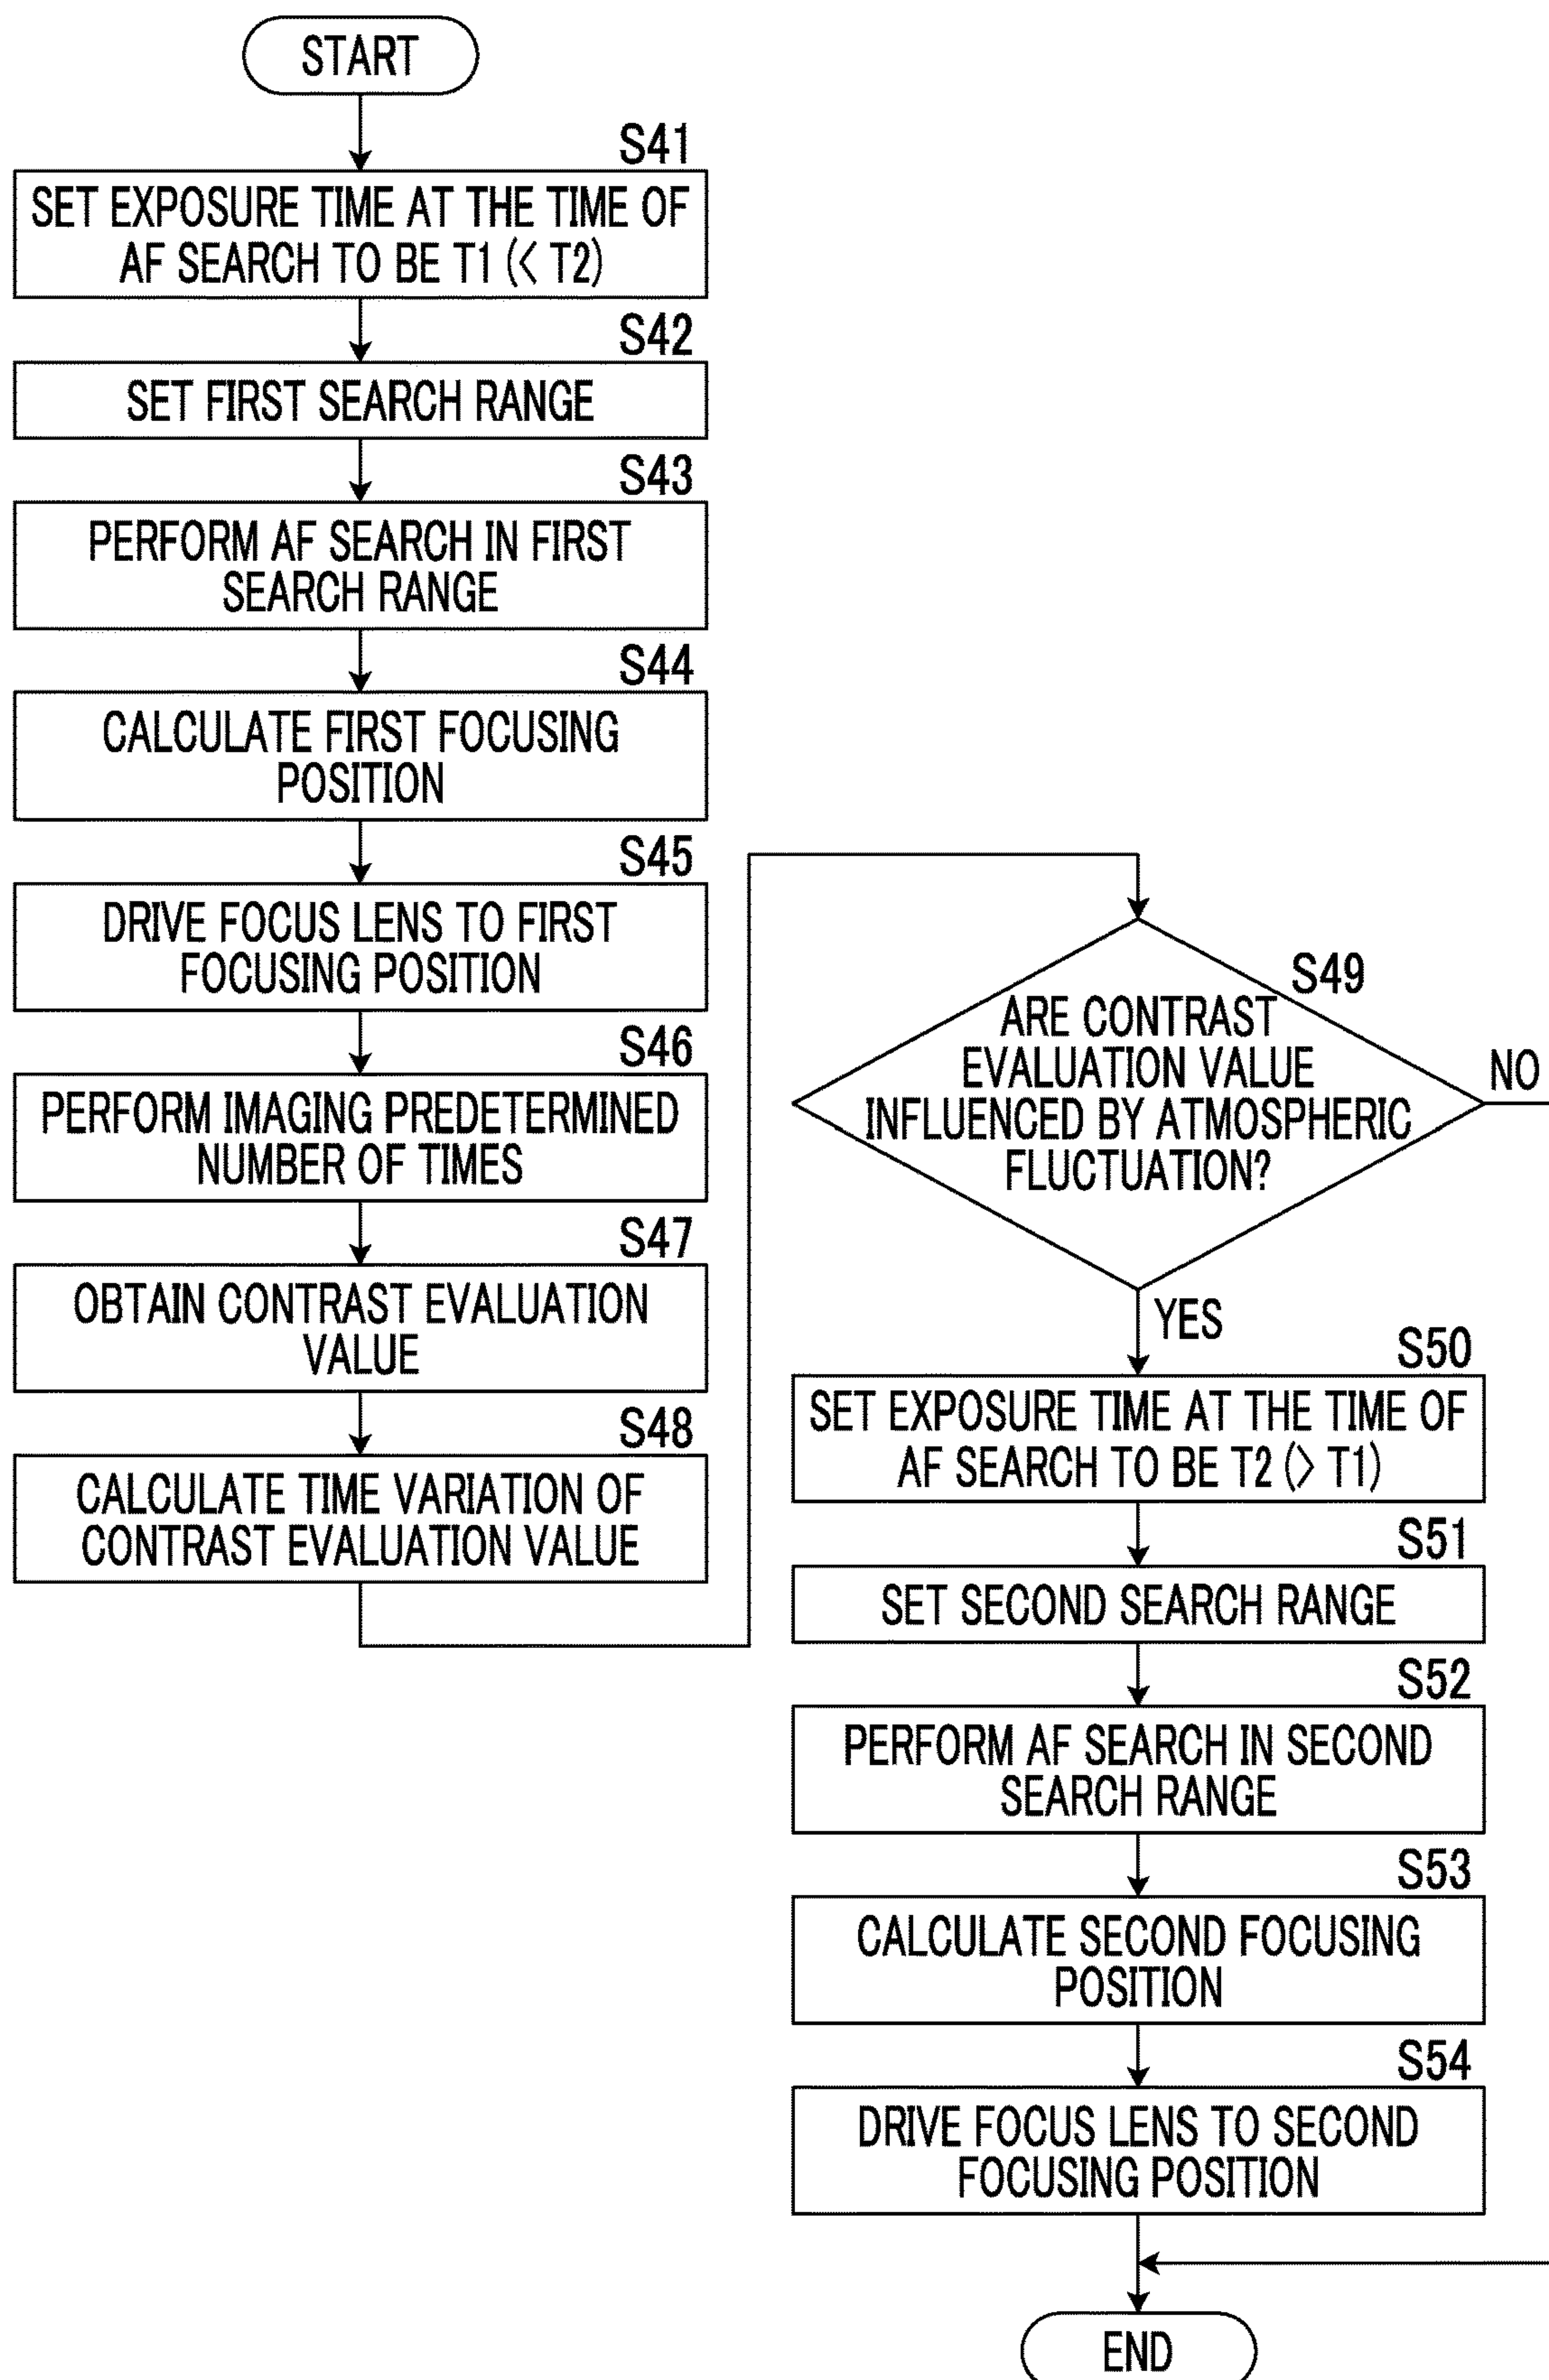 START
S41
SET EXPOSURE TIME AT THE TIME OF
AF SEARCH TO BE T1 (< T2)
S42
SET FIRST SEARCH RANGE
S43
PERFORM AF SEARCH IN FIRST
SEARCH RANGE
S44
CALCULATE FIRST FOCUSING
POSITION
S45
DRIVE FOCUS LENS TO FIRST
FOCUSING POSITION
S46
PERFORM IMAGING PREDETERMINED
NUMBER OF TIMES
S47
OBTAIN CONTRAST EVALUATION
VALUE
S48
CALCULATE TIME VARIATION OF
CONTRAST EVALUATION VALUE
S49
ARE CONTRAST
EVALUATION VALUE
INFLUENCED BY ATMOSPHERIC
FLUCTUATION?
NO
YES
S50
SET EXPOSURE TIME AT THE TIME OF
AF SEARCH TO BE T2 (> T1)
S51
SET SECOND SEARCH RANGE
S52
PERFORM AF SEARCH IN SECOND
SEARCH RANGE
S53
CALCULATE SECOND FOCUSING
POSITION
S54
DRIVE FOCUS LENS TO SECOND
FOCUSING POSITION
END